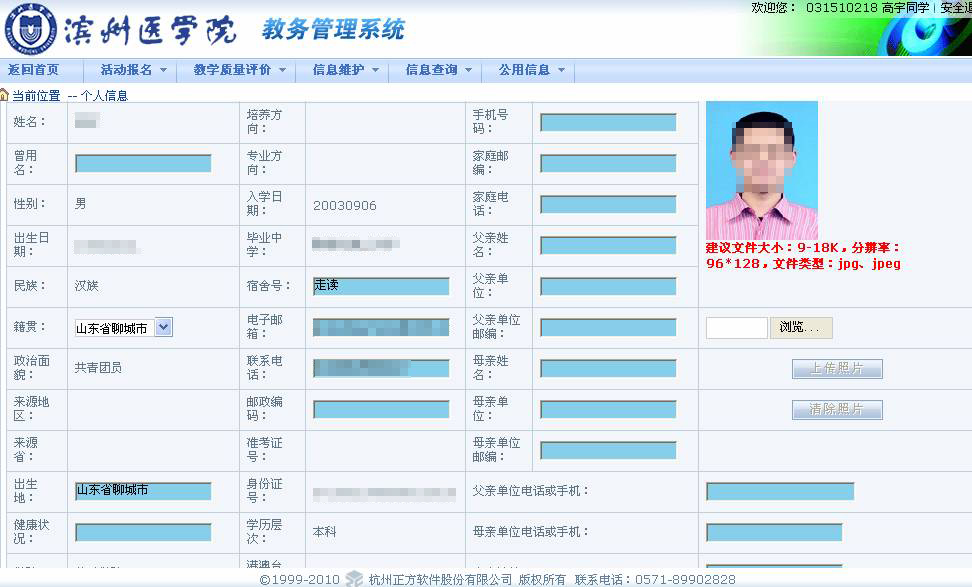 欢迎您： 031510218 高宇同学 | 安全退
滨州医学院 教务管理系统
返回首页 活动报名 教学质量评价 信息维护 信息查询 公用信息
当前位置 -- 个人信息
姓名：
培养方向：
手机号码：
曾用名：
专业方向：
家庭邮编：
性别： 男
入学日期： 20030906
家庭电话：
出生日期：
毕业中学：
父亲姓名：
建议文件大小：9-18K，分辨率：
96*128，文件类型：jpg、jpeg
民族： 汉族
宿舍号： 走读
父亲单位：
籍贯： 山东省聊城市
电子邮箱：
父亲单位邮编：
浏览...
政治面貌： 共青团员
联系电话：
母亲姓名：
上传照片
来源地区：
邮政编码：
母亲单位：
清除照片
来源省：
准考证号：
母亲单位邮编：
出生地： 山东省聊城市
身份证号：
父亲单位电话或手机：
健康状况：
学历层次： 本科
母亲单位电话或手机：
港澳台
©1999-2010 杭州正方软件股份有限公司 版权所有 联系电话：0571-89902828